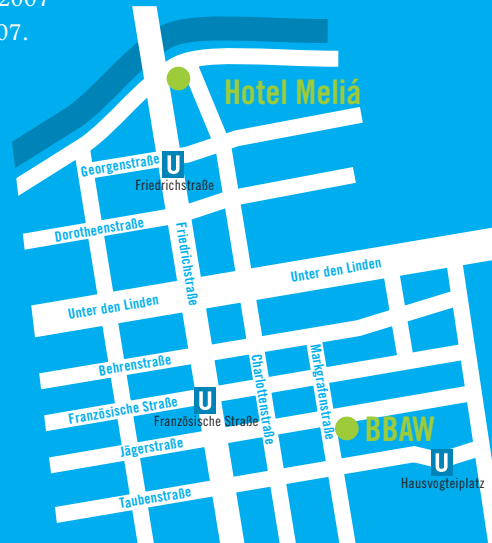 2007
07.
Hotel Meliá
Georgenstraße
U
Friedrichstraße
Dorotheenstraße
Friedrichstraße
Unter den Linden
Unter den Linden
Behrenstraße
Charlottenstraße
Markgrafenstraße
Französische Straße
U
Französische Straße
BBAW
Jägerstraße
U
Hausvogteiplatz
Taubenstraße